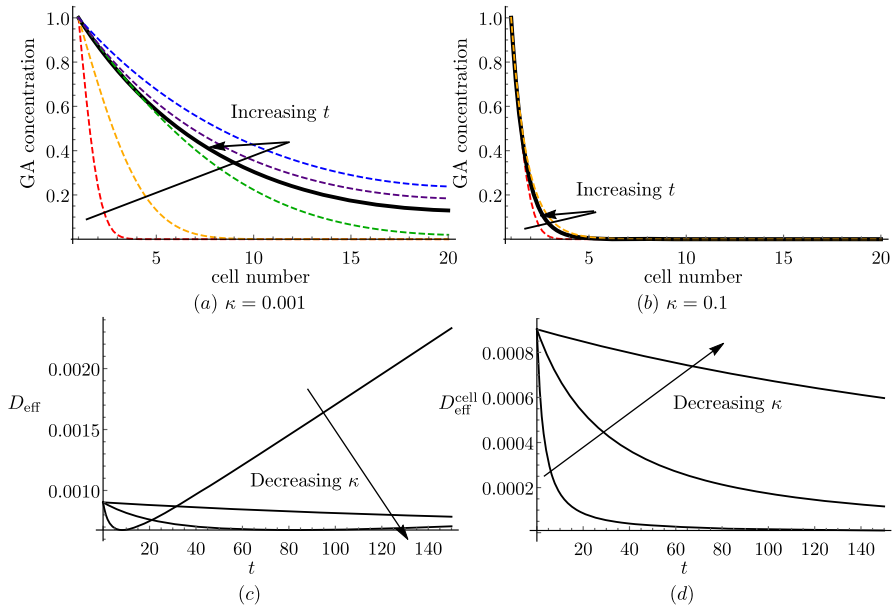 1.0
0.8
0.6
0.4
0.2
GA concentration
Increasing t
5
10
15
20
cell number
(a) κ = 0.001
1.0
0.8
0.6
0.4
0.2
GA concentration
Increasing t
5
10
15
20
cell number
(b) κ = 0.1
0.0020
0.0015
0.0010
D_eff
Decreasing κ
20
40
60
80
100
120
140
t
(c)
0.0008
0.0006
0.0004
0.0002
D_eff^cell
Decreasing κ
20
40
60
80
100
120
140
t
(d)